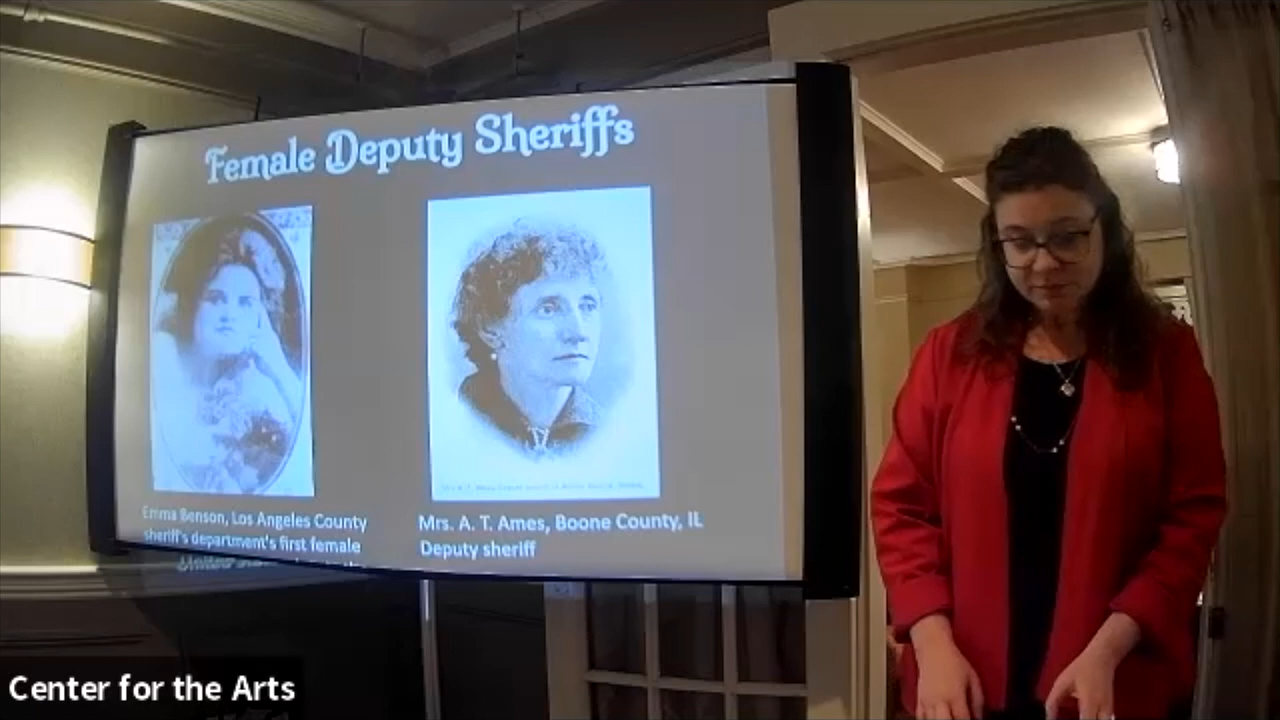 Female Deputy Sheriffs
Emma Benson, Los Angeles County
sheriff's department's first female
Mrs. A. T. Ames, Boone County, IL
Deputy sheriff
Center for the Arts